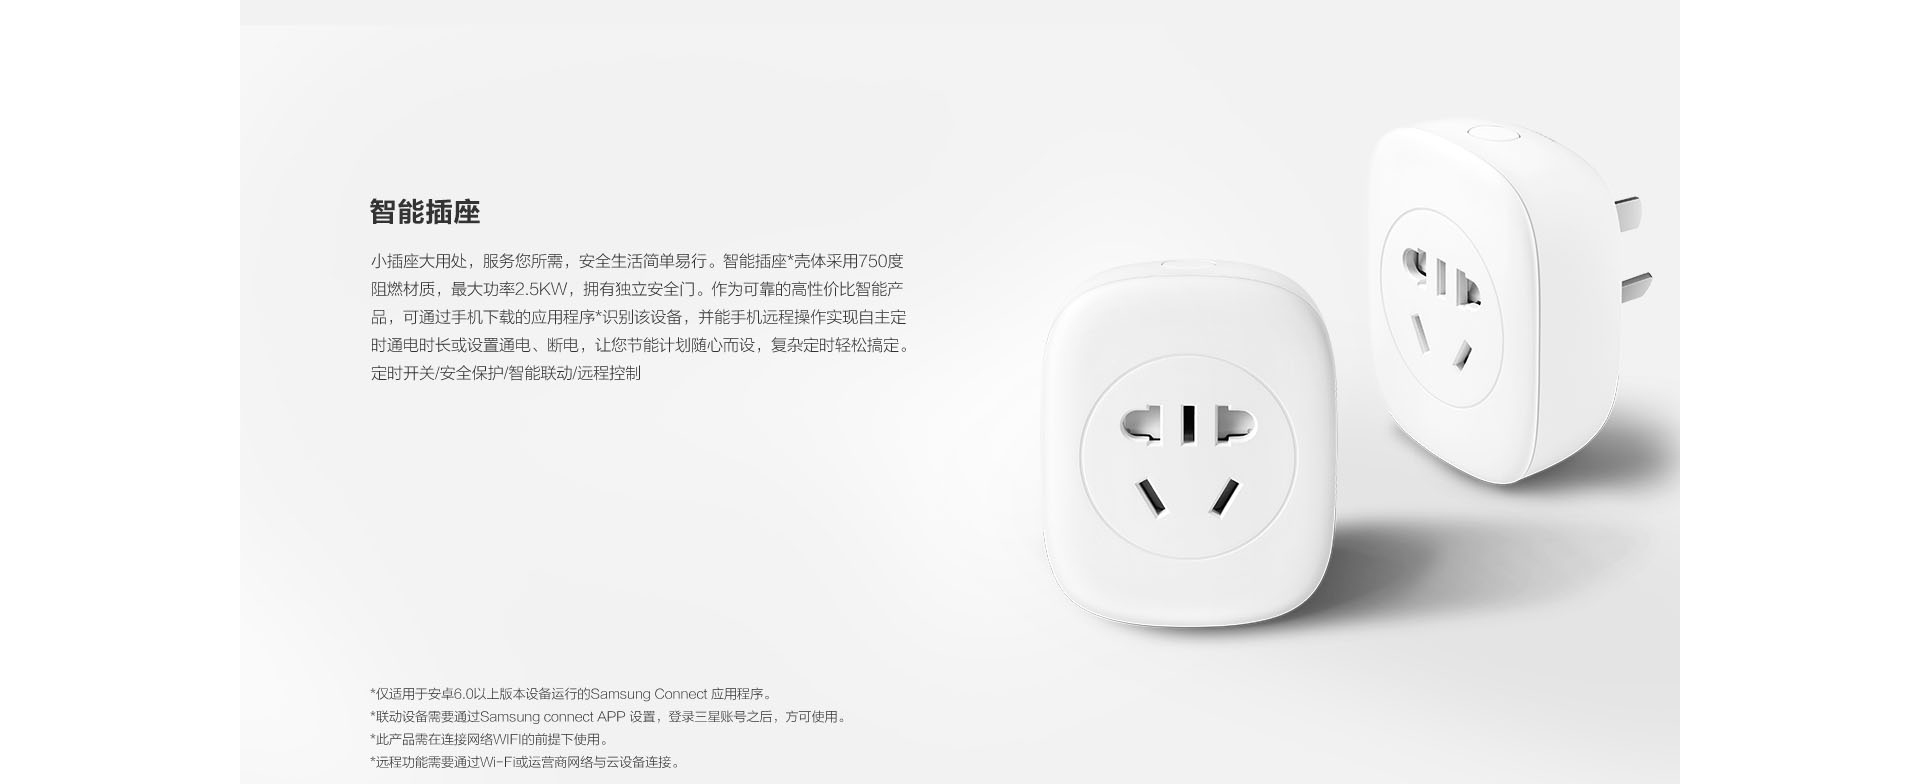 智能插座
小插座大用处，服务您所需，安全生活简单易行。智能插座*壳体采用750度
阻燃材质，最大功率2.5KW，拥有独立安全门。作为可靠的高性价比智能产
品，可通过手机下载的应用程序*识别该设备，并能手机远程操作实现自主定
时通电时长或设置通电、断电，让您节能计划随心而设，复杂定时轻松搞定。
定时开关/安全保护/智能联动/远程控制
*仅适用于安卓6.0以上版本设备运行的Samsung Connect 应用程序。
*联动设备需要通过Samsung connect APP 设置，登录三星账号之后，方可使用。
*此产品需在连接网络WIFI的前提下使用。
*远程功能需要通过Wi-Fi或运营商网络与云设备连接。